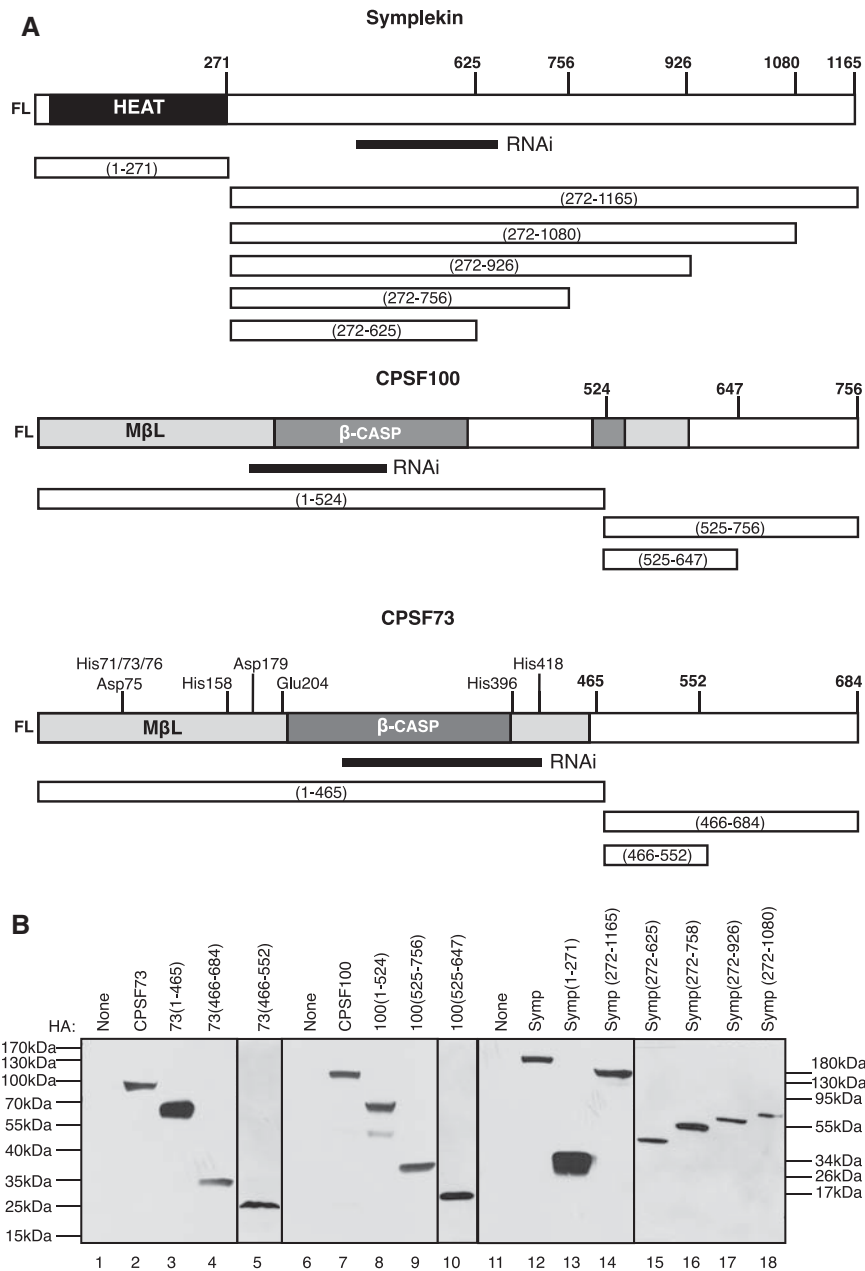 A
Symplekin
271 625 756 926 1080 1165
FL HEAT
RNAi
(1-271)
(272-1165)
(272-1080)
(272-926)
(272-756)
(272-625)
CPSF100
524 647 756
FL MβL β-CASP
RNAi
(1-524)
(525-756)
(525-647)
CPSF73
His71/73/76 Asp179 His418
Asp75 His158 Glu204 His396 465 552 684
FL MβL β-CASP
RNAi
(1-465)
(466-684)
(466-552)
B
HA: None CPSF73 73(1-465) 73(466-684) 73(466-552) None CPSF100 100(1-524) 100(525-756) 100(525-647) None Symp Symp(1-271) Symp (272-1165) Symp(272-625) Symp(272-758) Symp(272-926) Symp (272-1080)
170kDa
130kDa 180kDa
100kDa 130kDa
70kDa 95kDa
55kDa 55kDa
40kDa 34kDa
35kDa 26kDa
25kDa 17kDa
15kDa
1 2 3 4 5 6 7 8 9 10 11 12 13 14 15 16 17 18